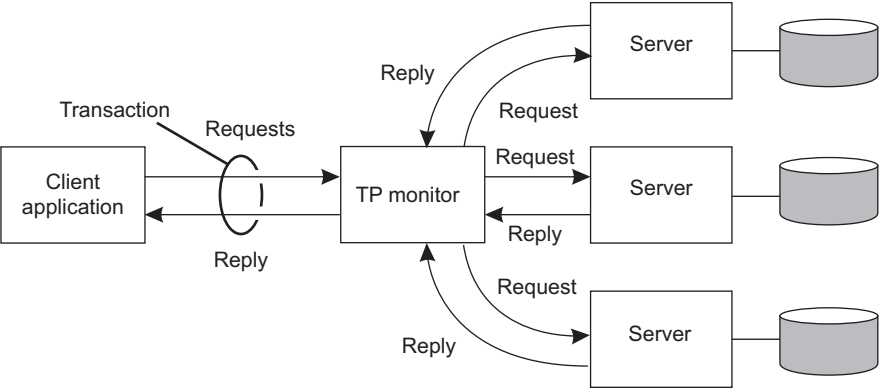 Server
Reply
Transaction
Requests
Request
Client
application
TP monitor
Request
Server
Reply
Reply
Request
Server
Reply